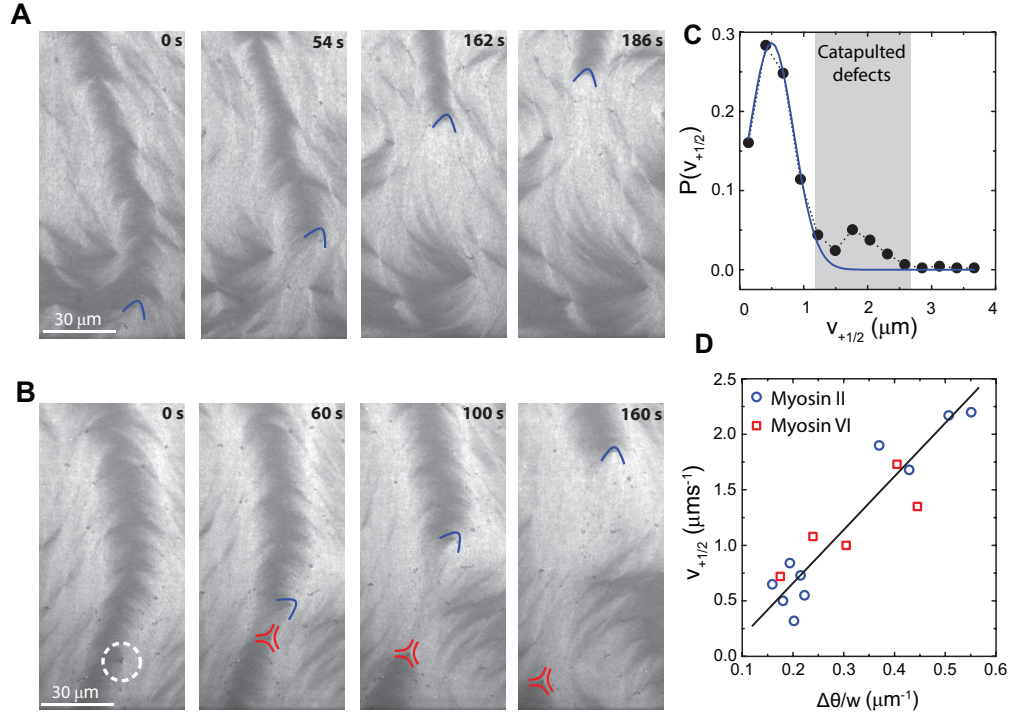 A
0 s
54 s
162 s
186 s
30 μm
B
0 s
60 s
100 s
160 s
30 μm
C
0.3
0.2
0.1
0.0
P(v+1/2)
Catapulted
defects
0 1 2 3 4
v+1/2 (μm)
D
2.5
2.0
1.5
1.0
0.5
0.0
v+1/2 (μms-1)
Myosin II
Myosin VI
0.1 0.2 0.3 0.4 0.5 0.6
Δθ/w (μm-1)